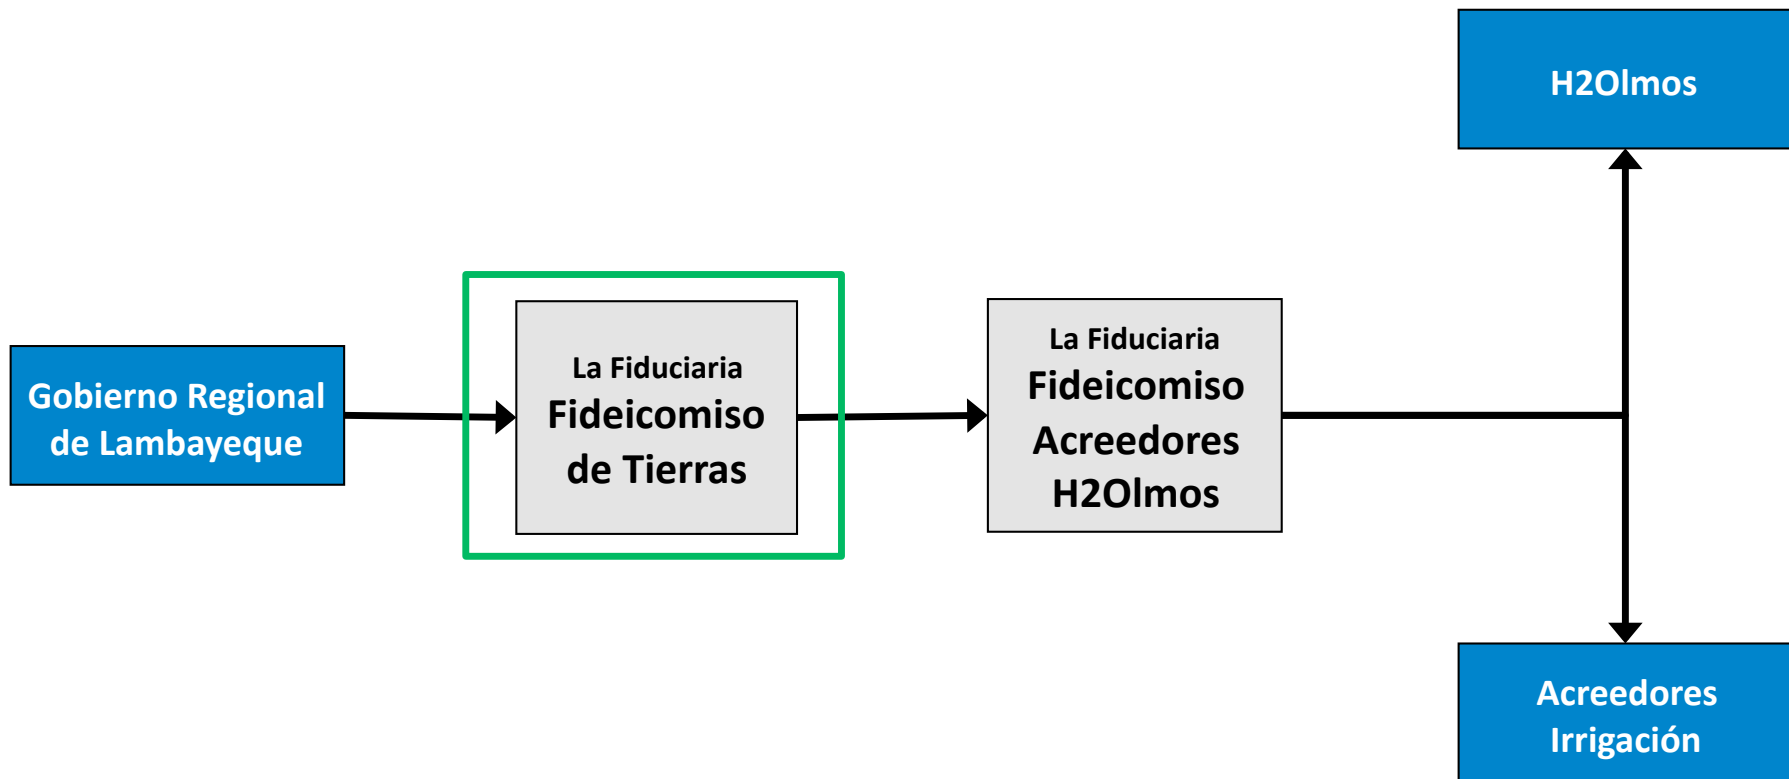 H2Olmos
Gobierno Regional
de Lambayeque
La Fiduciaria
Fideicomiso
de Tierras
La Fiduciaria
Fideicomiso
Acreedores
H2Olmos
Acreedores
Irrigación